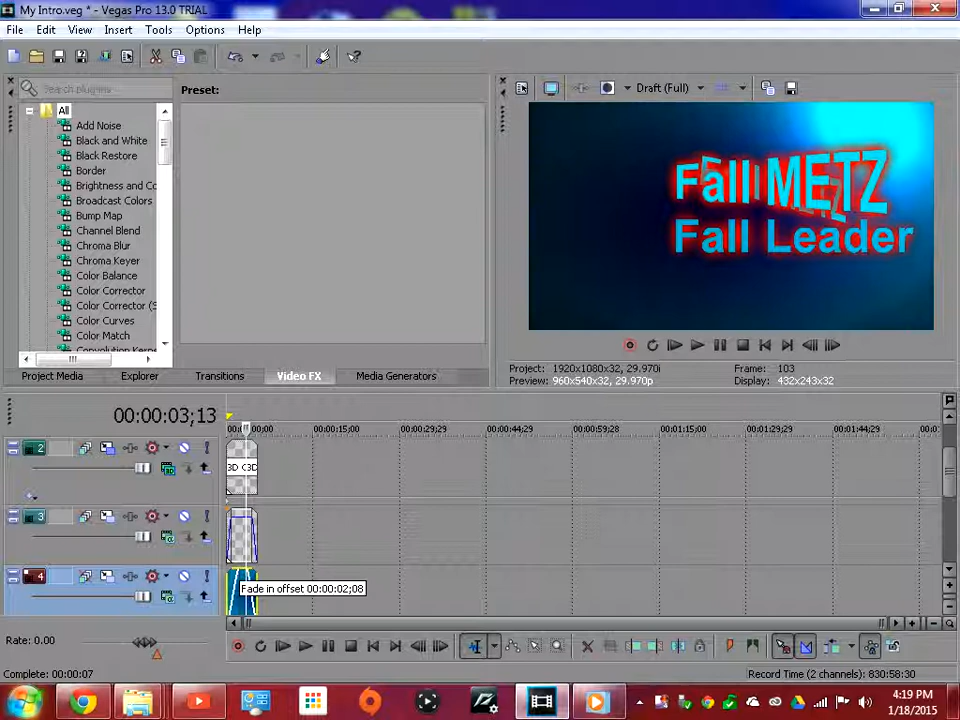 My Intro.veg * - Vegas Pro 13.0 TRIAL
File Edit View Insert Tools Options Help
Search plug-ins
Preset:
Draft (Full)
All
Add Noise
Black and White
Black Restore
Border
Brightness and Co
Broadcast Colors
Bump Map
Channel Blend
Chroma Blur
Chroma Keyer
Color Balance
Color Corrector
Color Corrector (S
Color Curves
Color Match
Convolution Kerne
Fall METZ
Fall Leader
Project Media Explorer Transitions Video FX Media Generators
Project: 1920x1080x32, 29.970i Frame: 103
Preview: 960x540x32, 29.970p Display: 432x243x32
00:00:03;13
00:00:15;00 00:00:29;29 00:00:44;29 00:00:59;28 00:01:15;00 00:01:29;29 00:01:44;29 00:0
2
3D
3
4
Fade in offset 00:00:02;08
Rate: 0.00
Complete: 00:00:07 Record Time (2 channels): 830:58:30
4:19 PM
1/18/2015